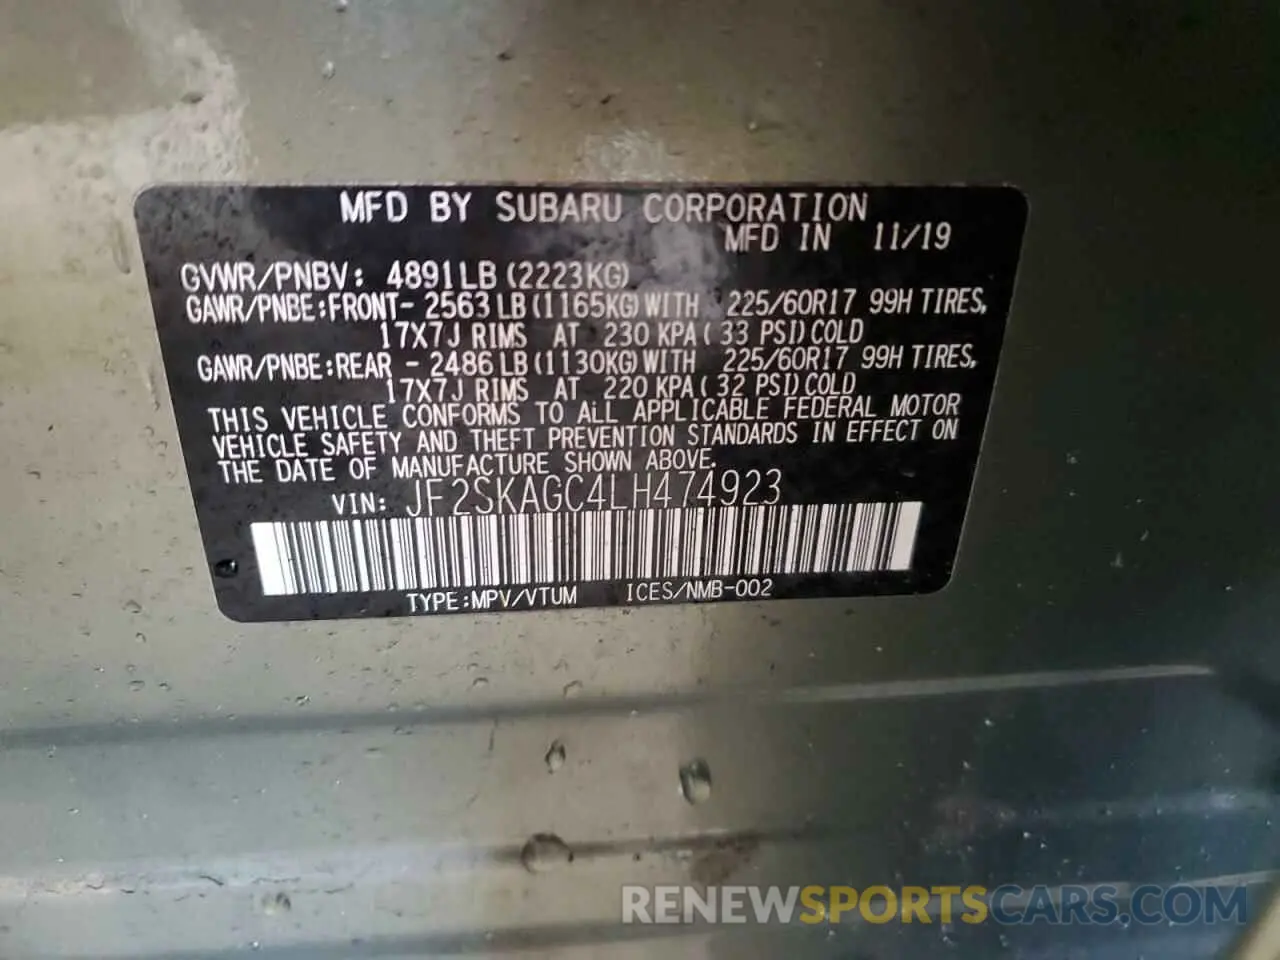 MFD BY SUBARU CORPORATION
MFD IN 11/19
GVWR/PNBV: 4891LB (2223KG)
GAWR/PNBE:FRONT- 2563LB(1165KG)WITH 225/60R17 99H TIRES,
17X7J RIMS AT 230 KPA(33 PSI)COLD
GAWR/PNBE:REAR - 2486LB(1130KG)WITH 225/60R17 99H TIRES,
17X7J RIMS AT 220 KPA(32 PSI)COLD
THIS VEHICLE CONFORMS TO ALL APPLICABLE FEDERAL MOTOR
VEHICLE SAFETY AND THEFT PREVENTION STANDARDS IN EFFECT ON
THE DATE OF MANUFACTURE SHOWN ABOVE.
VIN: JF2SKAGC4LH474923
TYPE:MPV/VTUM ICES/NMB-002
RENEWSPORTSCARS.COM